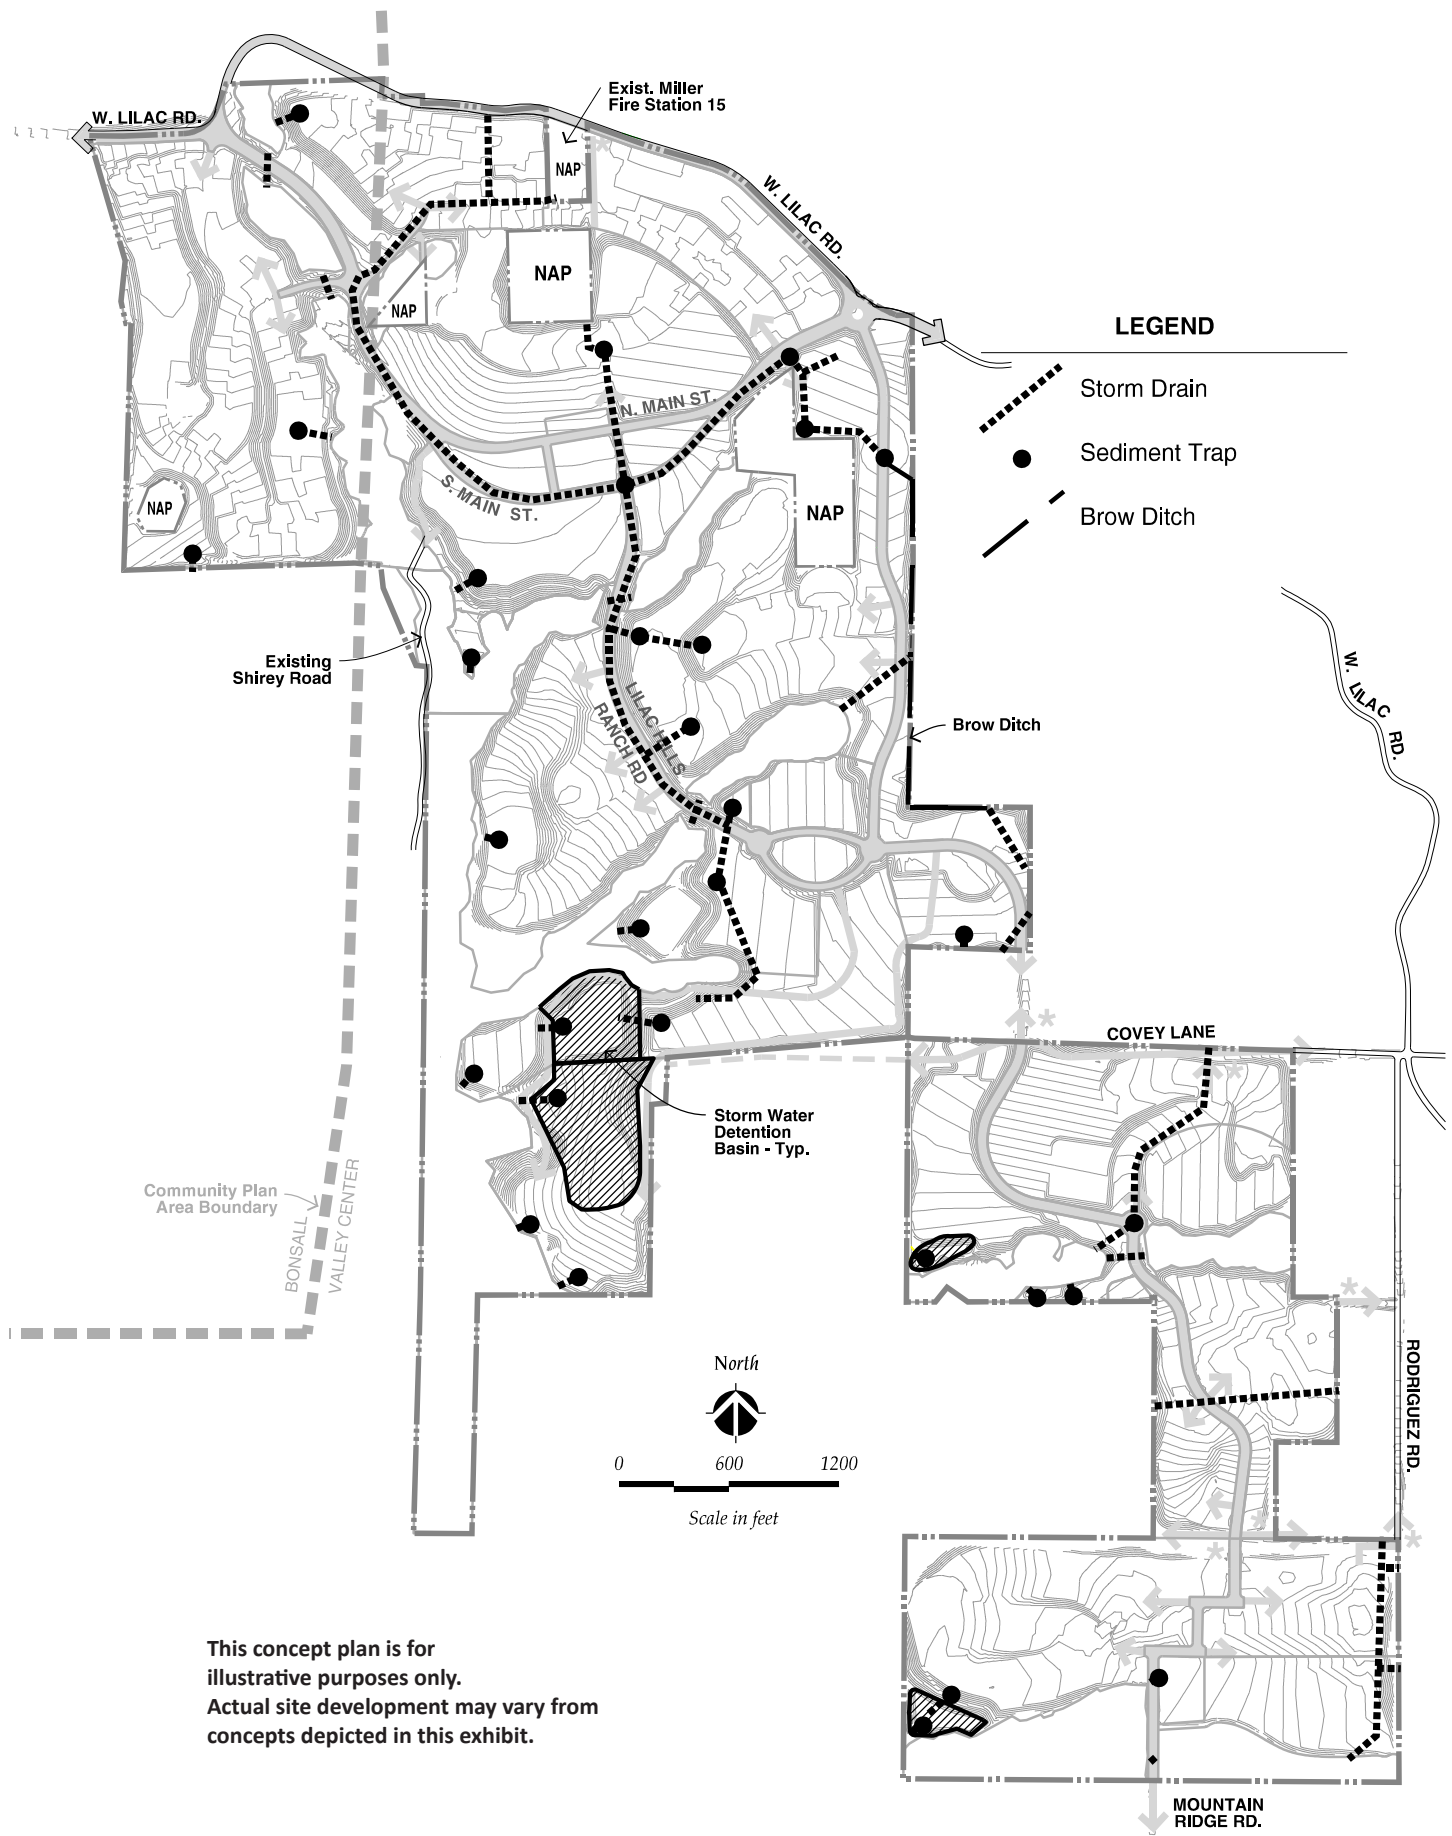 Exist. Miller
Fire Station 15
W. LILAC RD.
NAP
W. LILAC RD.
NAP
NAP
LEGEND
Storm Drain
Sediment Trap
Brow Ditch
N. MAIN ST.
S. MAIN ST.
NAP
NAP
Existing
Shirey Road
LILAC HILLS
RANCH RD
Brow Ditch
W. LILAC RD.
COVEY LANE
Storm Water
Detention
Basin - Typ.
Community Plan
Area Boundary
BONSALL
VALLEY CENTER
North
0 600 1200
Scale in feet
RODRIGUEZ RD.
This concept plan is for
illustrative purposes only.
Actual site development may vary from
concepts depicted in this exhibit.
MOUNTAIN
RIDGE RD.